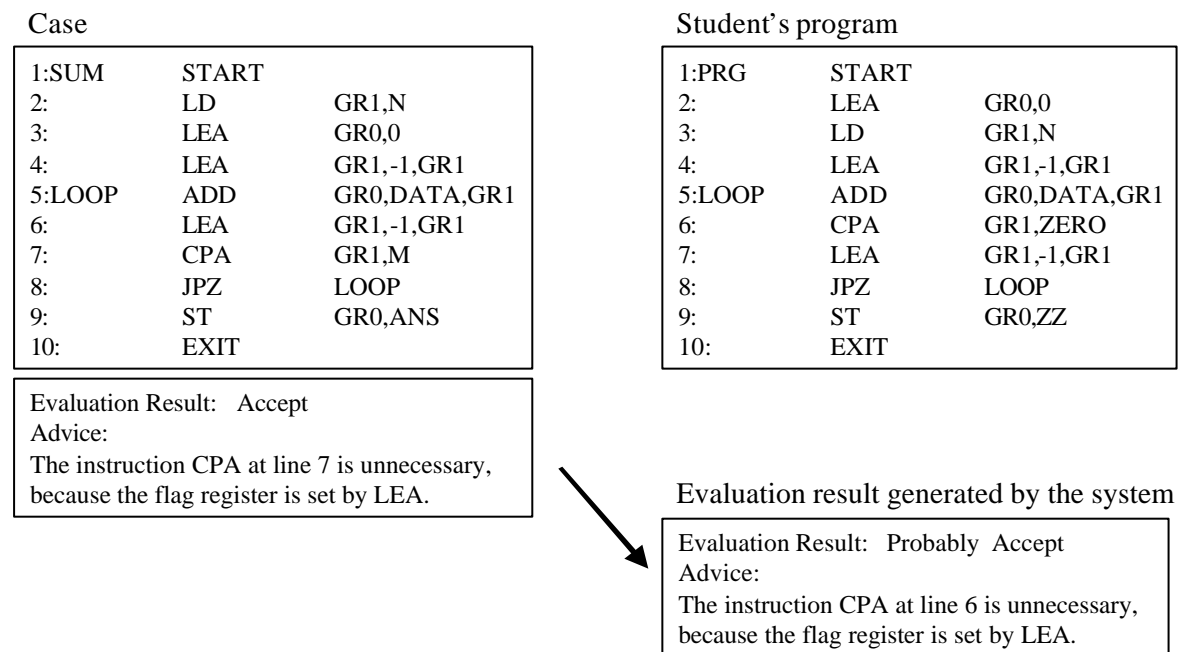 Case
1:SUM START
2: LD GR1,N
3: LEA GR0,0
4: LEA GR1,-1,GR1
5:LOOP ADD GR0,DATA,GR1
6: LEA GR1,-1,GR1
7: CPA GR1,M
8: JPZ LOOP
9: ST GR0,ANS
10: EXIT
Evaluation Result: Accept
Advice:
The instruction CPA at line 7 is unnecessary,
because the flag register is set by LEA.
Student's program
1:PRG START
2: LEA GR0,0
3: LD GR1,N
4: LEA GR1,-1,GR1
5:LOOP ADD GR0,DATA,GR1
6: CPA GR1,ZERO
7: LEA GR1,-1,GR1
8: JPZ LOOP
9: ST GR0,ZZ
10: EXIT
Evaluation result generated by the system
Evaluation Result: Probably Accept
Advice:
The instruction CPA at line 6 is unnecessary,
because the flag register is set by LEA.